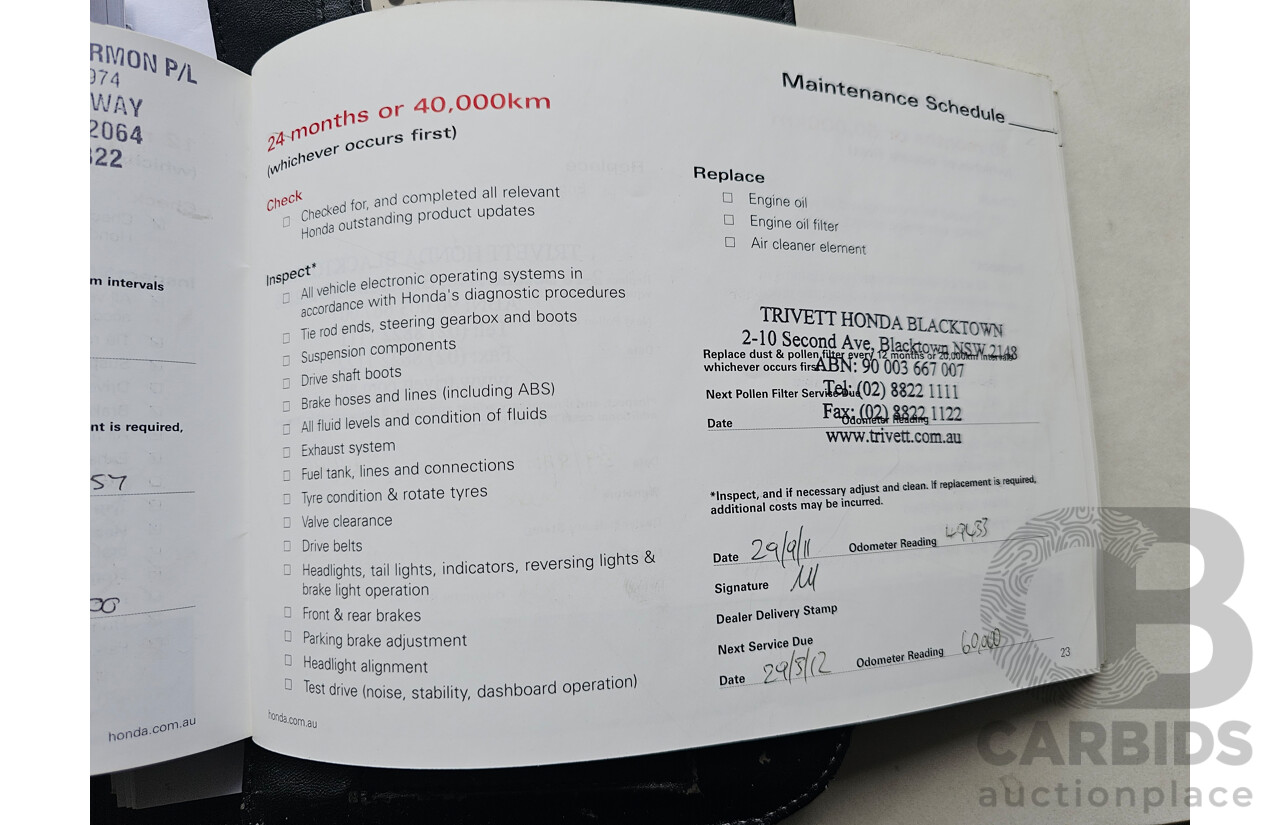 RMON P/L
974
WAY
2064
322
m intervals
nt is required,
57
00
honda.com.au
Maintenance Schedule
24 months or 40,000km
(whichever occurs first)
Check
Checked for, and completed all relevant
Honda outstanding product updates
Inspect*
All vehicle electronic operating systems in
accordance with Honda's diagnostic procedures
Tie rod ends, steering gearbox and boots
Suspension components
Drive shaft boots
Brake hoses and lines (including ABS)
All fluid levels and condition of fluids
Exhaust system
Fuel tank, lines and connections
Tyre condition & rotate tyres
Valve clearance
Drive belts
Headlights, tail lights, indicators, reversing lights &
brake light operation
Front & rear brakes
Parking brake adjustment
Headlight alignment
Test drive (noise, stability, dashboard operation)
honda.com.au
Replace
Engine oil
Engine oil filter
Air cleaner element
TRIVETT HONDA BLACKTOWN
2-10 Second Ave, Blacktown NSW 2148
Replace dust & pollen filter every 12 months or 20,000km intervals
whichever occurs first
ABN: 90 003 667 007
Next Pollen Filter Service Due
Tel: (02) 8822 1111
Fax: (02) 8822 1122
Date Odometer Reading
www.trivett.com.au
*Inspect, and if necessary adjust and clean. If replacement is required,
additional costs may be incurred.
Date 29/9/11 Odometer Reading 49433
Signature
Dealer Delivery Stamp
Next Service Due
Date 29/3/12 Odometer Reading 60,000
23
CARBIDS
auctionplace